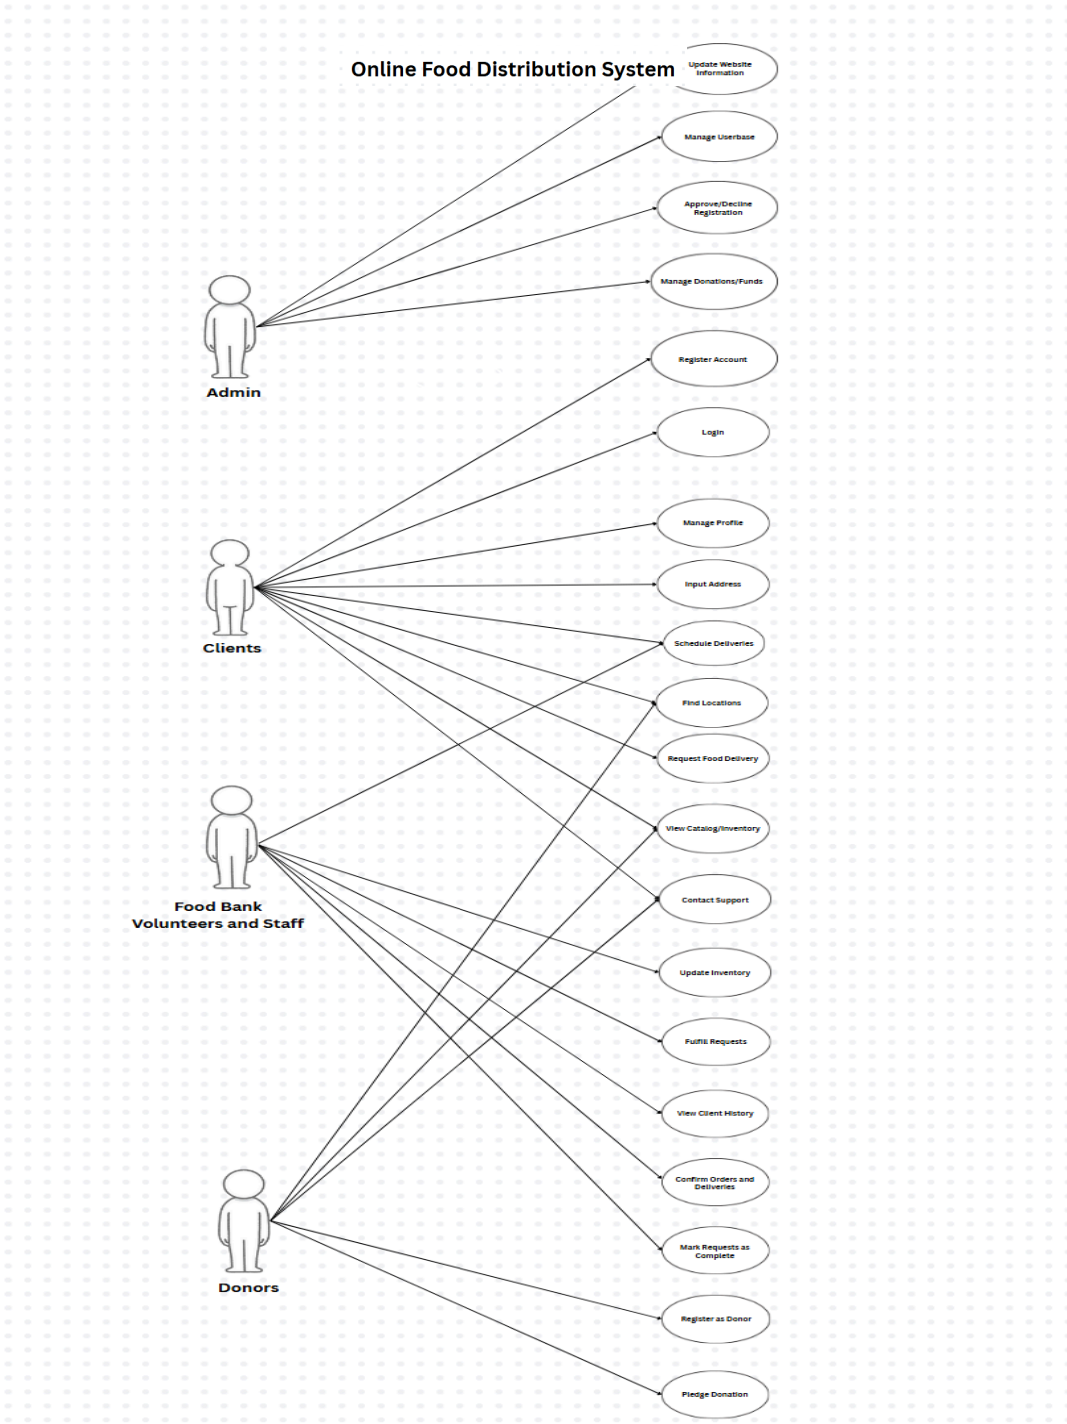 Online Food Distribution System
Update Website
Information
Manage Userbase
Approve/Decline
Registration
Manage Donations/Funds
Admin
Register Account
Login
Manage Profile
Input Address
Clients
Schedule Deliveries
Find Locations
Request Food Delivery
View Catalog/Inventory
Food Bank
Volunteers and Staff
Contact Support
Update Inventory
Fulfill Requests
View Client History
Confirm Orders and
Deliveries
Mark Requests as
Complete
Donors
Register as Donor
Pledge Donation